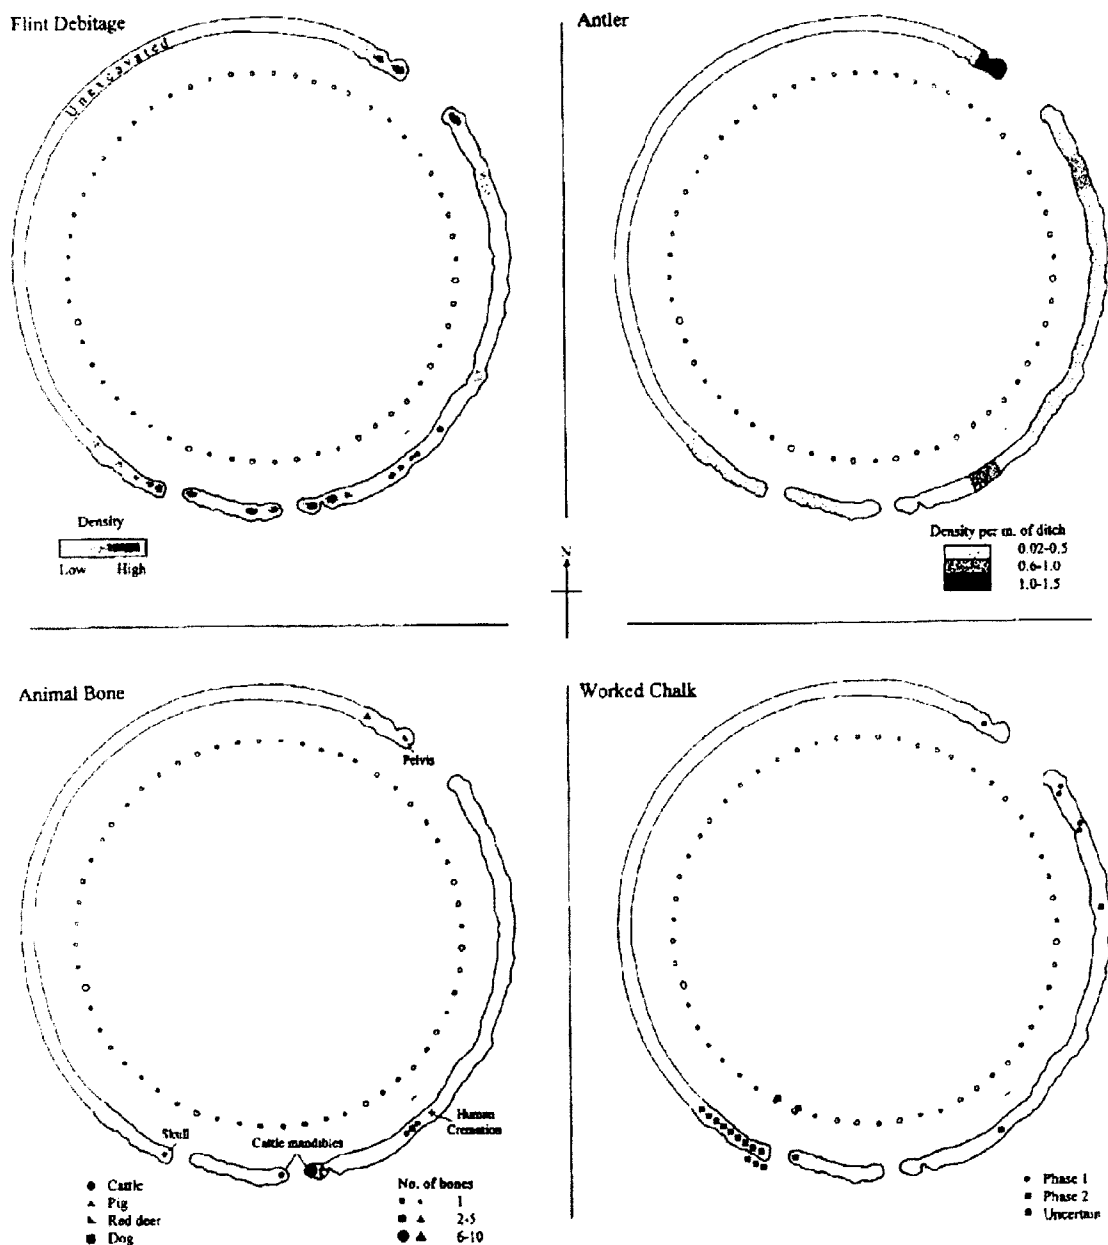 Flint Debitage
Unexcavated
Density
Low High
Antler
Density per m. of ditch
0.02-0.5
0.6-1.0
1.0-1.5
N
Animal Bone
Pelvis
Human
Cremation
Skull
Cattle mandibles
Cattle
Pig
Red deer
Dog
No. of bones
1
2-5
6-10
Worked Chalk
Phase 1
Phase 2
Uncertain